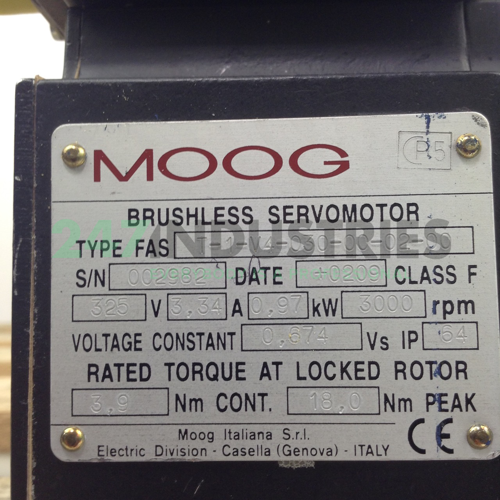 MOOG
P5
BRUSHLESS SERVOMOTOR
TYPE FAS
S/N 002982 DATE +0209 CLASS F
325 V 3,34 A 0,97 kW 3000 rpm
VOLTAGE CONSTANT 0,674 Vs IP 64
RATED TORQUE AT LOCKED ROTOR
3,9 Nm CONT. 18,0 Nm PEAK
Moog Italiana S.r.l.
Electric Division - Casella (Genova) - ITALY
CE
247INDUSTRIES